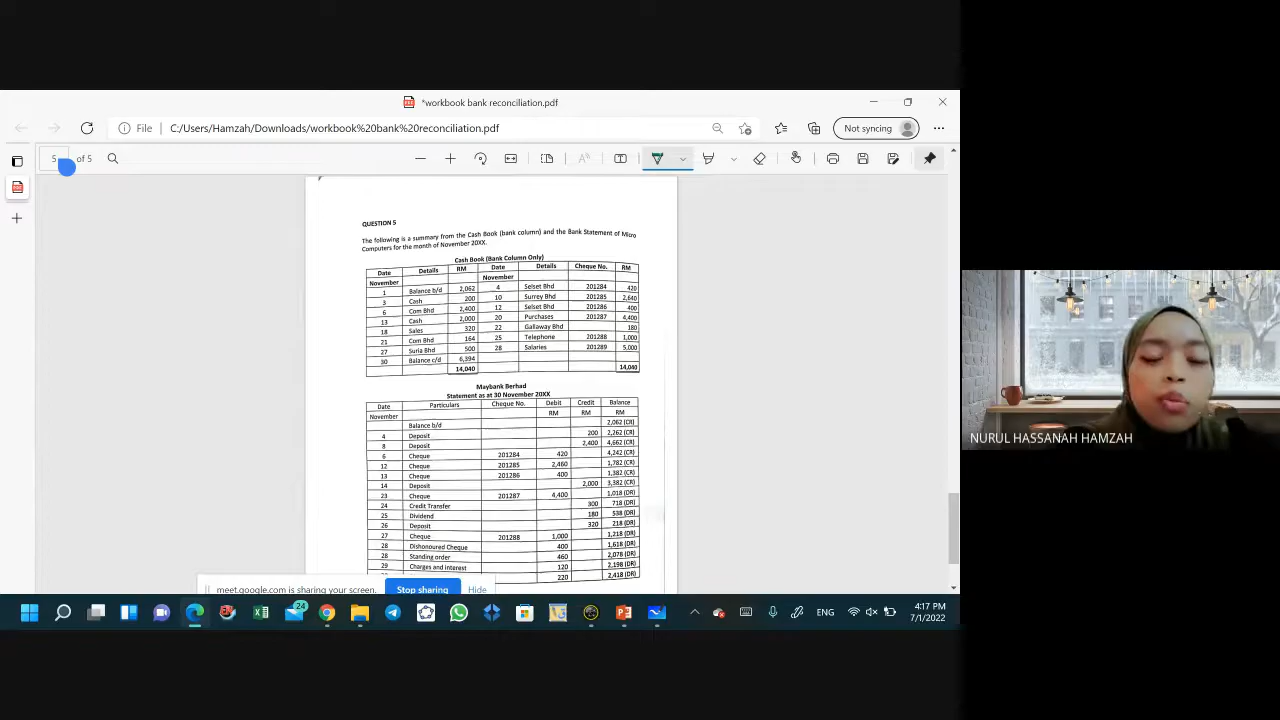 *workbook bank reconciliation.pdf
File C:/Users/Hamzah/Downloads/workbook%20bank%20reconciliation.pdf Not syncing
5 of 5
QUESTION 5
The following is a summary from the Cash Book (bank column) and the Bank Statement of Micro
Computers for the month of November 20XX.
Cash Book (Bank Column Only)
Date Details RM Date Details Cheque No. RM
November November
1 Balance b/d 2,062 4 Selset Bhd 201284 420
3 Cash 200 10 Surrey Bhd 201285 2,640
6 Com Bhd 2,400 12 Selset Bhd 201286 400
13 Cash 2,000 20 Purchases 201287 4,400
18 Sales 320 22 Gallaway Bhd 180
21 Com Bhd 164 25 Telephone 201288 1,000
27 Suria Bhd 500 28 Salaries 201289 5,000
30 Balance c/d 6,394
14,040 14,040
Maybank Berhad
Statement as at 30 November 20XX
Date Particulars Cheque No. Debit Credit Balance
November RM RM RM
Balance b/d 2,062 (CR)
4 Deposit 200 2,262 (CR)
8 Deposit 2,400 4,662 (CR)
6 Cheque 201284 420 4,242 (CR)
12 Cheque 201285 2,460 1,782 (CR)
13 Cheque 201286 400 1,382 (CR)
14 Deposit 2,000 3,382 (CR)
23 Cheque 201287 4,400 1,018 (DR)
24 Credit Transfer 300 718 (DR)
25 Dividend 180 538 (DR)
26 Deposit 320 218 (DR)
27 Cheque 201288 1,000 1,218 (DR)
28 Dishonoured Cheque 400 1,618 (DR)
28 Standing order 460 2,078 (DR)
29 Charges and interest 120 2,198 (DR)
220 2,418 (DR)
meet.google.com is sharing your screen. Stop sharing Hide
NURUL HASSANAH HAMZAH
24
ENG
4:17 PM
7/1/2022